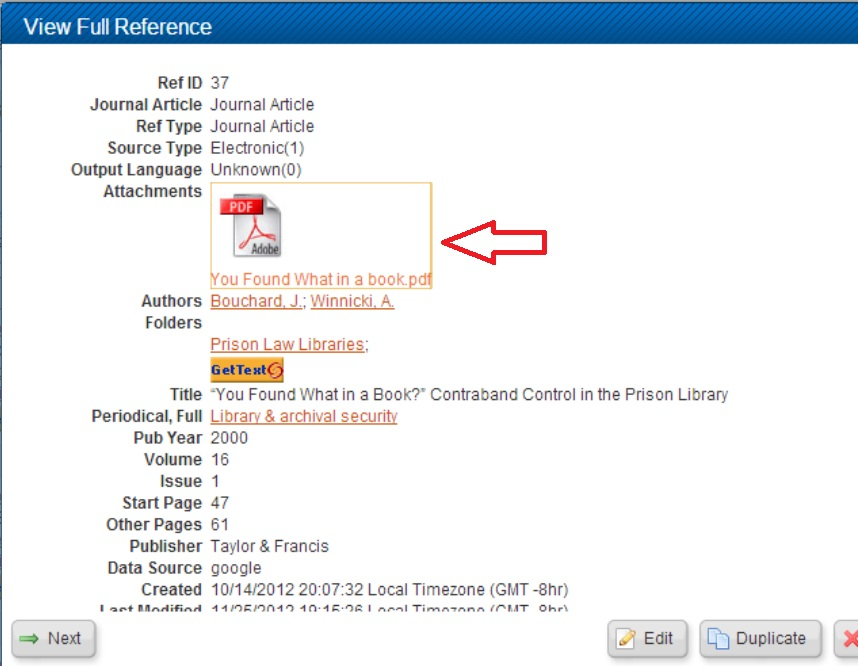 View Full Reference
Ref ID 37
Journal Article Journal Article
Ref Type Journal Article
Source Type Electronic(1)
Output Language Unknown(0)
Attachments
PDF
Adobe
You Found What in a book.pdf
Authors Bouchard, J.; Winnicki, A.
Folders
Prison Law Libraries;
GetText
Title “You Found What in a Book?” Contraband Control in the Prison Library
Periodical, Full Library & archival security
Pub Year 2000
Volume 16
Issue 1
Start Page 47
Other Pages 61
Publisher Taylor & Francis
Data Source google
Created 10/14/2012 20:07:32 Local Timezone (GMT -8hr)
Last Modified 11/25/2012 19:15:26 Local Timezone (GMT -8hr)
Next Edit Duplicate